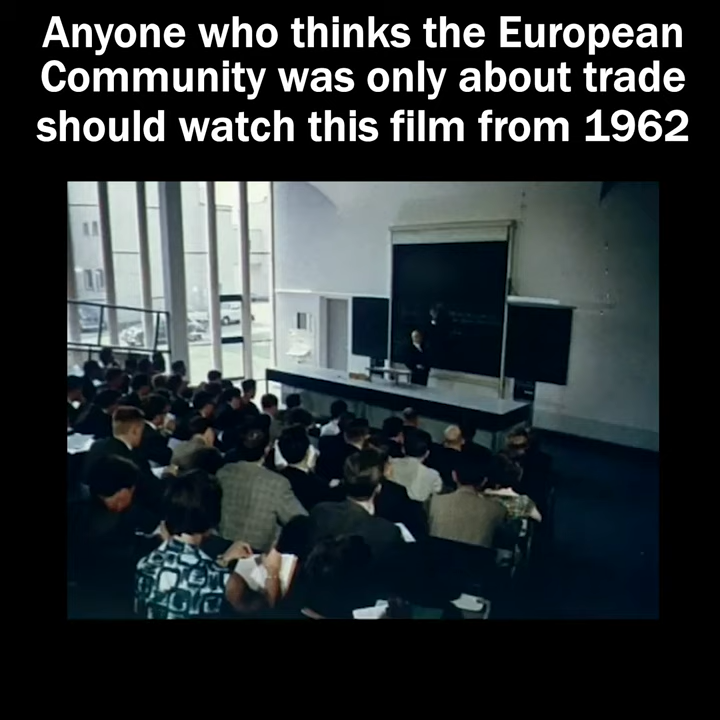 Anyone who thinks the European
Community was only about trade
should watch this film from 1962